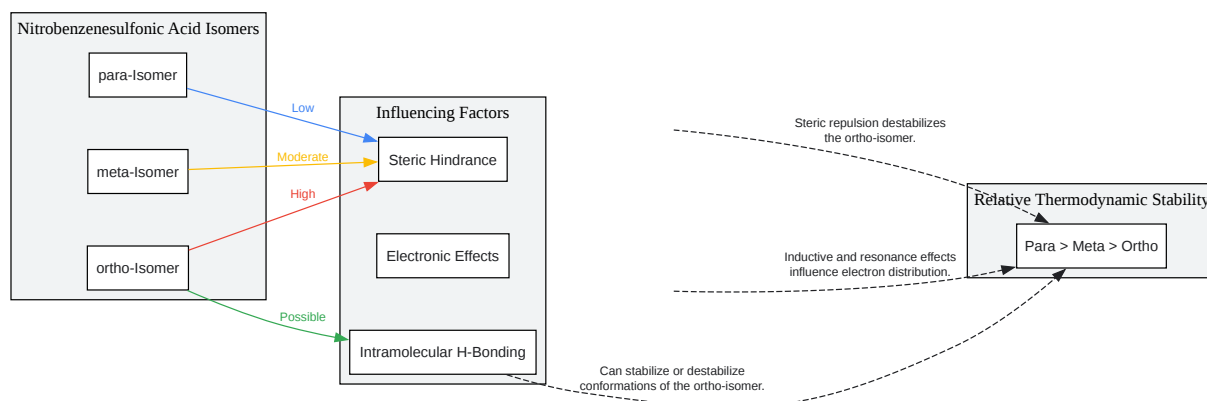 Nitrobenzenesulfonic Acid Isomers
para-Isomer
meta-Isomer
ortho-Isomer
Low
Moderate
High
Possible
Influencing Factors
Steric Hindrance
Electronic Effects
Intramolecular H-Bonding
Steric repulsion destabilizes
the ortho-isomer.
Inductive and resonance effects
influence electron distribution.
Can stabilize or destabilize
conformations of the ortho-isomer.
Relative Thermodynamic Stability
Para > Meta > Ortho